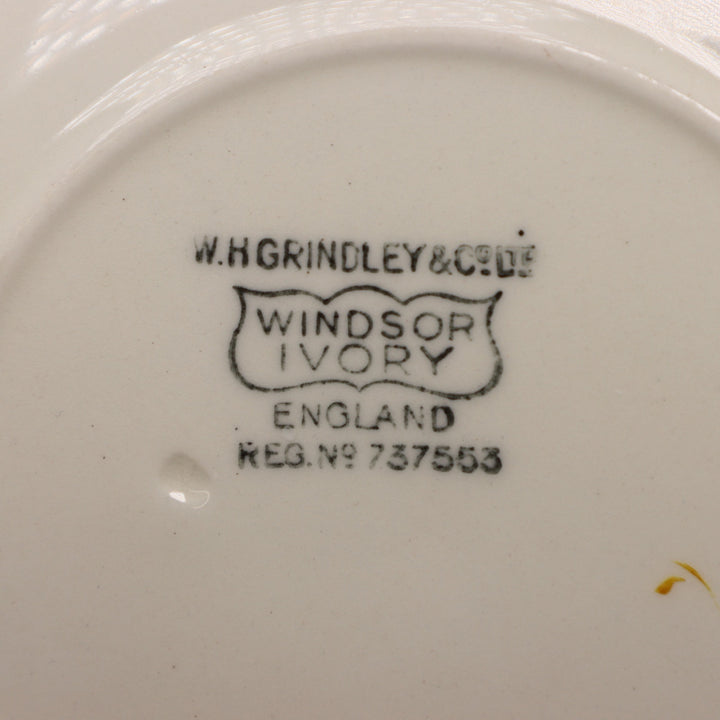 W.H GRINDLEY & Cº LTD
WINDSOR
IVORY
ENGLAND
REG. Nº 737553